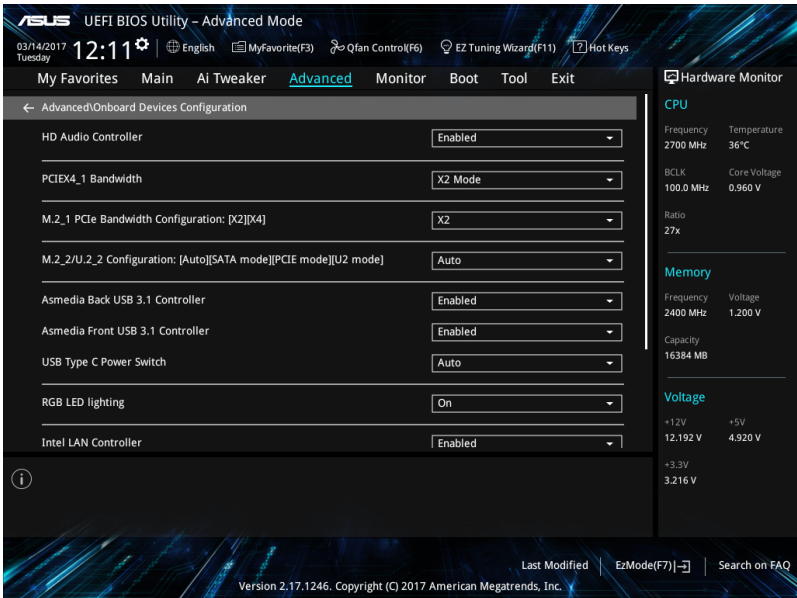 ASUS UEFI BIOS Utility – Advanced Mode
03/14/2017 Tuesday 12:11 English MyFavorite(F3) Qfan Control(F6) EZ Tuning Wizard(F11) ? Hot Keys
My Favorites Main Ai Tweaker Advanced Monitor Boot Tool Exit
← Advanced\Onboard Devices Configuration
HD Audio Controller Enabled
PCIEX4_1 Bandwidth X2 Mode
M.2_1 PCIe Bandwidth Configuration: [X2][X4] X2
M.2_2/U.2_2 Configuration: [Auto][SATA mode][PCIE mode][U2 mode] Auto
Asmedia Back USB 3.1 Controller Enabled
Asmedia Front USB 3.1 Controller Enabled
USB Type C Power Switch Auto
RGB LED lighting On
Intel LAN Controller Enabled
i
Hardware Monitor
CPU
Frequency Temperature
2700 MHz 36°C
BCLK Core Voltage
100.0 MHz 0.960 V
Ratio
27x
Memory
Frequency Voltage
2400 MHz 1.200 V
Capacity
16384 MB
Voltage
+12V +5V
12.192 V 4.920 V
+3.3V
3.216 V
Last Modified EzMode(F7) Search on FAQ
Version 2.17.1246. Copyright (C) 2017 American Megatrends, Inc.